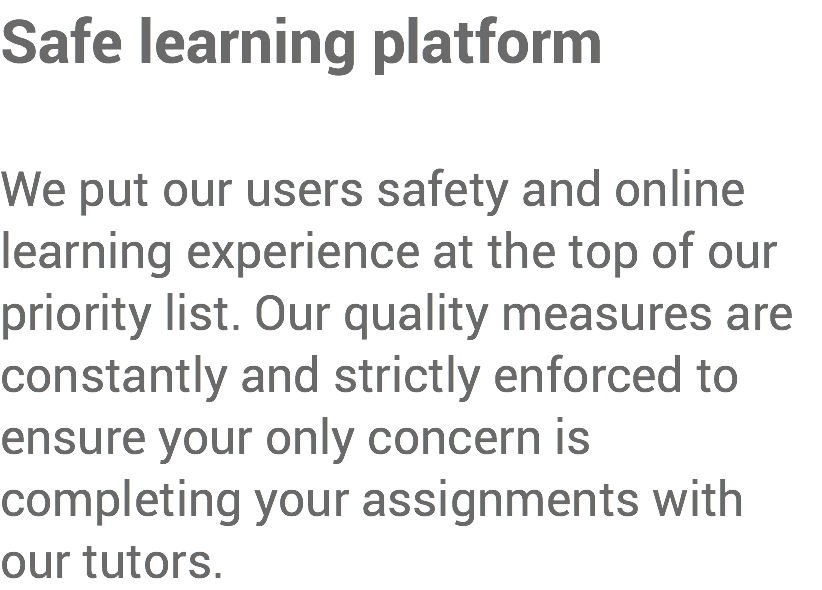 Safe learning platform
We put our users safety and online
learning experience at the top of our
priority list. Our quality measures are
constantly and strictly enforced to
ensure your only concern is
completing your assignments with
our tutors.